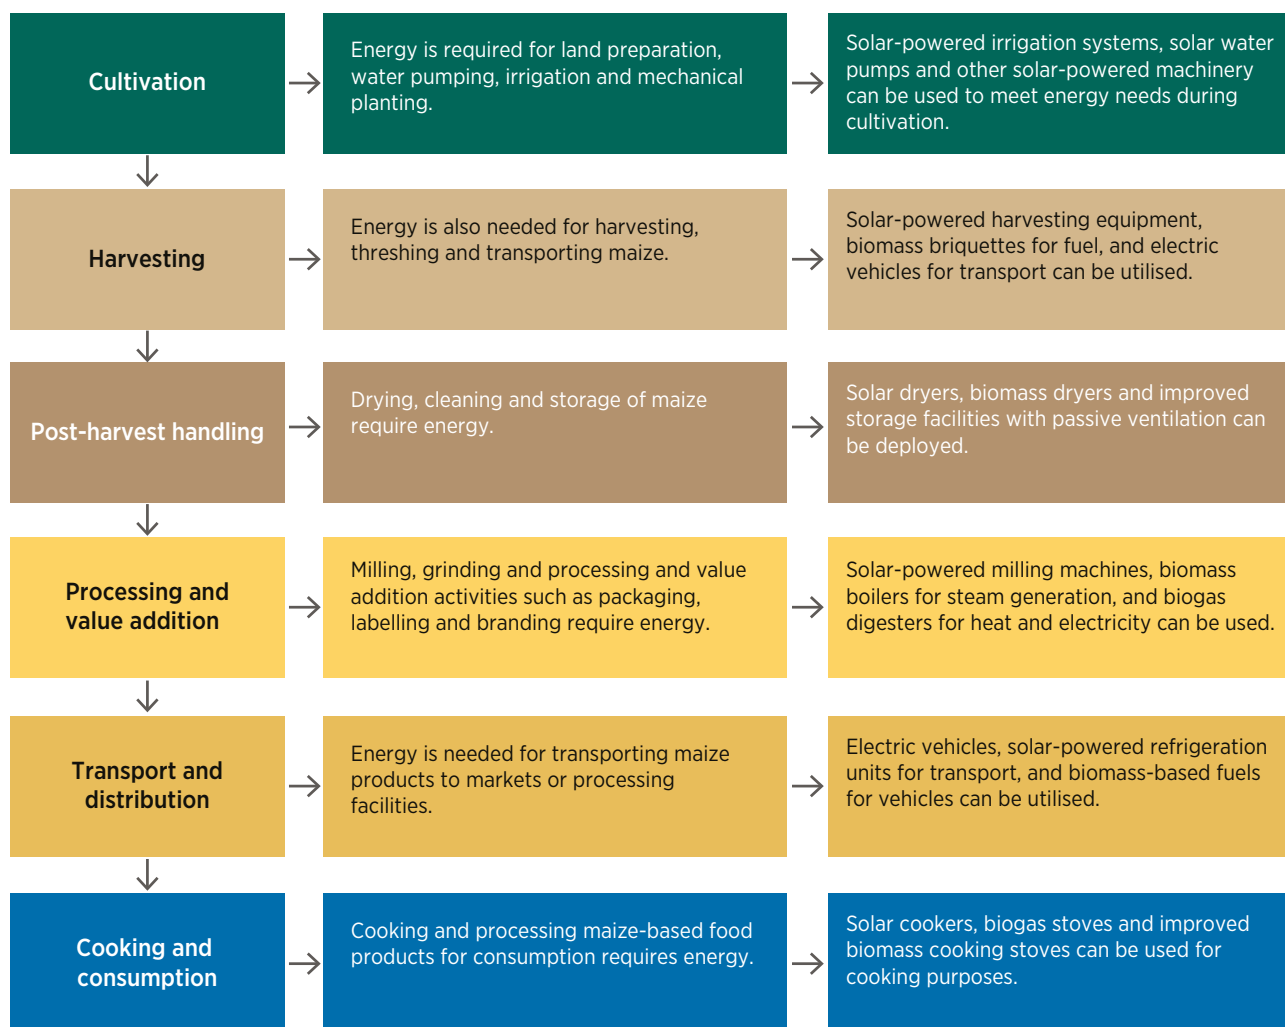 Cultivation
Energy is required for land preparation,
water pumping, irrigation and mechanical
planting.
Solar-powered irrigation systems, solar water
pumps and other solar-powered machinery
can be used to meet energy needs during
cultivation.
Harvesting
Energy is also needed for harvesting,
threshing and transporting maize.
Solar-powered harvesting equipment,
biomass briquettes for fuel, and electric
vehicles for transport can be utilised.
Post-harvest handling
Drying, cleaning and storage of maize
require energy.
Solar dryers, biomass dryers and improved
storage facilities with passive ventilation can
be deployed.
Processing and
value addition
Milling, grinding and processing and value
addition activities such as packaging,
labelling and branding require energy.
Solar-powered milling machines, biomass
boilers for steam generation, and biogas
digesters for heat and electricity can be used.
Transport and
distribution
Energy is needed for transporting maize
products to markets or processing
facilities.
Electric vehicles, solar-powered refrigeration
units for transport, and biomass-based fuels
for vehicles can be utilised.
Cooking and
consumption
Cooking and processing maize-based food
products for consumption requires energy.
Solar cookers, biogas stoves and improved
biomass cooking stoves can be used for
cooking purposes.